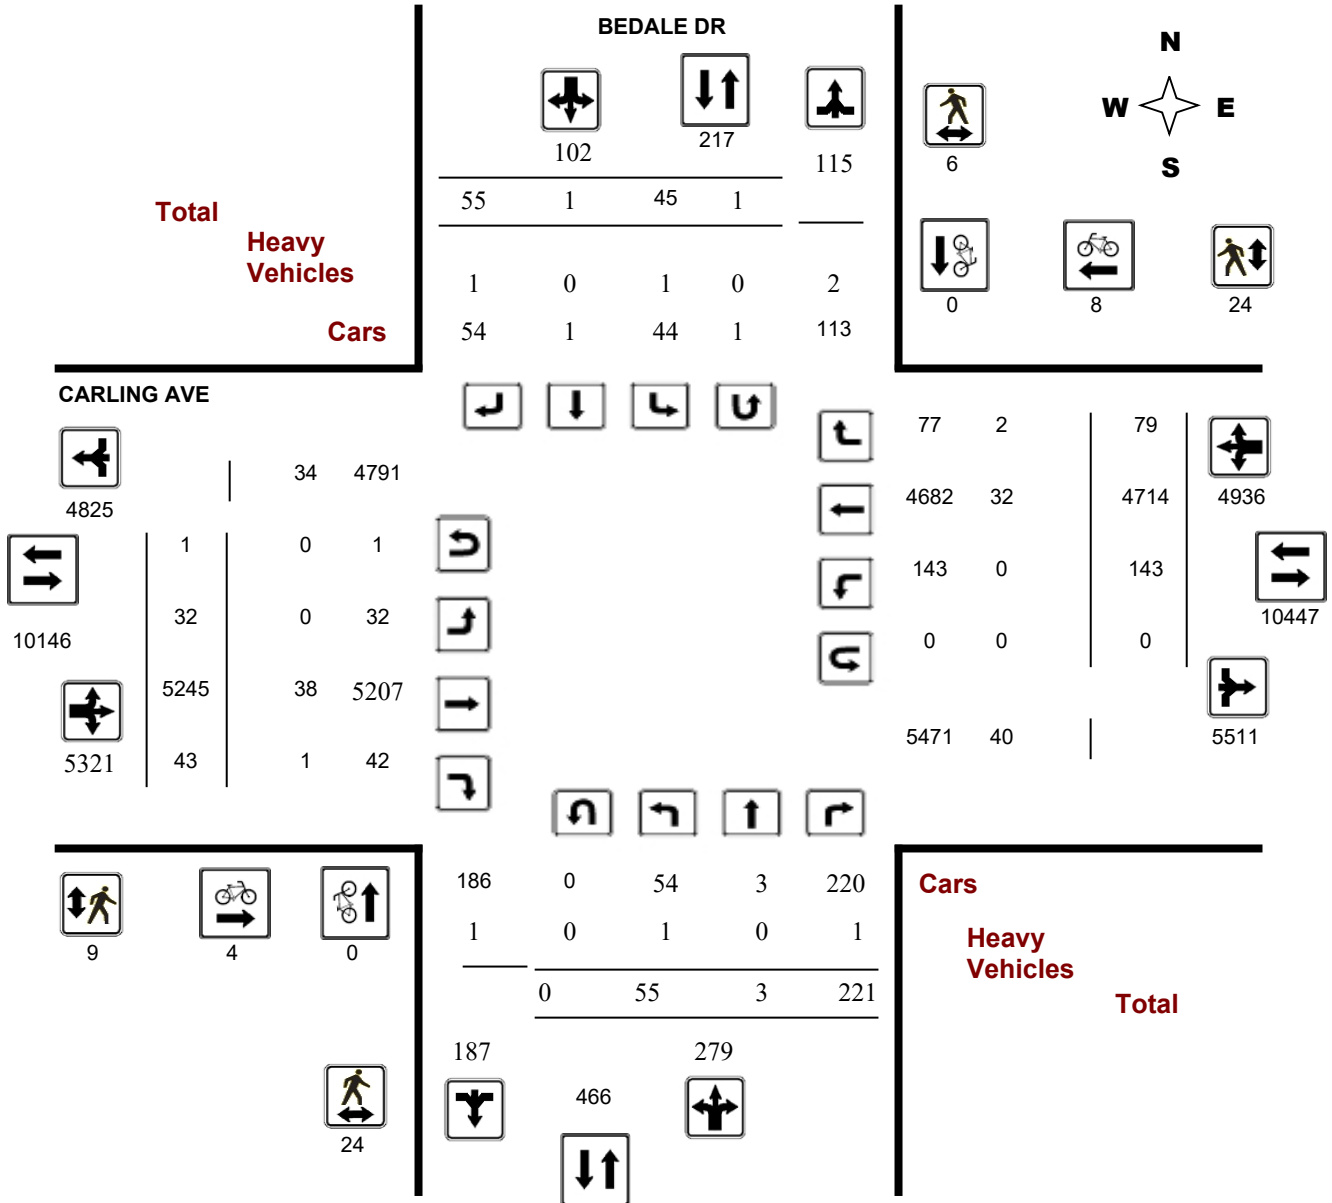 BEDALE DR
N
W E
S
102 217 115 6
55 1 45 1
Total
Heavy
Vehicles
1 0 1 0 2
0 8 24
Cars 54 1 44 1 113
CARLING AVE
77 2 79
34 4791
4825
4682 32 4714 4936
1 0 1
143 0 143
10447
32 0 32
10146
0 0 0
5245 38 5207
5471 40 5511
5321 43 1 42
186 0 54 3 220 Cars
1 0 1 0 1 Heavy
Vehicles
9 4 0
0 55 3 221 Total
187 279
466
24